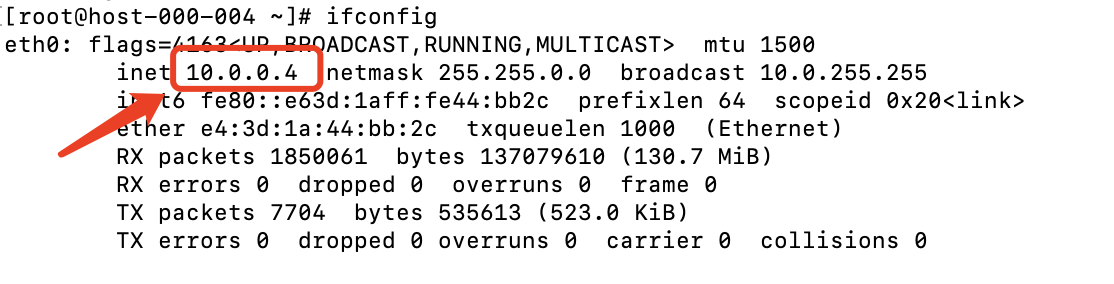 [root@host-000-004 ~]# ifconfig
eth0: flags=4163<UP,BROADCAST,RUNNING,MULTICAST>  mtu 1500
inet 10.0.0.4  netmask 255.255.0.0  broadcast 10.0.255.255
inet6 fe80::e63d:1aff:fe44:bb2c  prefixlen 64  scopeid 0x20<link>
ether e4:3d:1a:44:bb:2c  txqueuelen 1000  (Ethernet)
RX packets 1850061  bytes 137079610 (130.7 MiB)
RX errors 0  dropped 0  overruns 0  frame 0
TX packets 7704  bytes 535613 (523.0 KiB)
TX errors 0  dropped 0 overruns 0  carrier 0  collisions 0